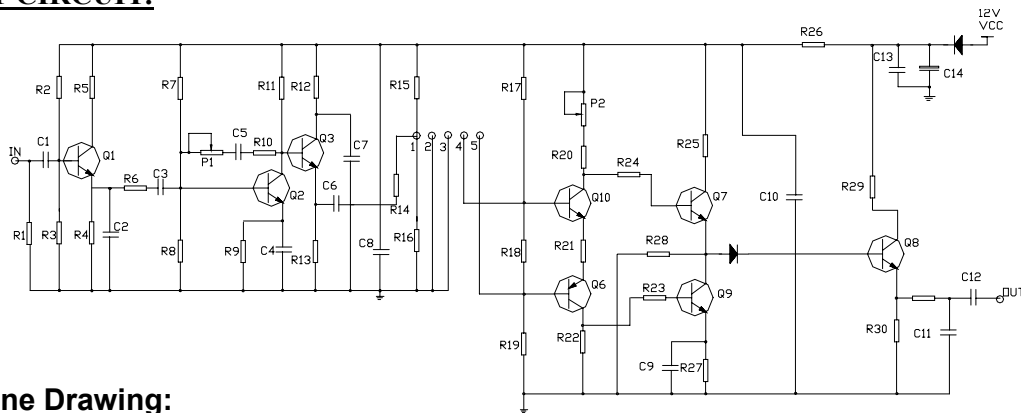 CIRCUIT:
12V
VCC
R26
C13
C14
R2
R5
R7
R11
R12
R15
R17
P2
IN
C1
Q1
C5
R10
Q3
C7
P1
R20
R24
R25
C10
R29
R6
C3
Q2
C6
1
2
3
4
5
R14
Q10
Q7
R1
R3
R4
C2
R8
R9
C4
R13
C8
R16
R18
R21
R28
Q8
Q6
R23
Q9
C12
OUT
R19
R22
C9
R27
R30
C11
ne Drawing: